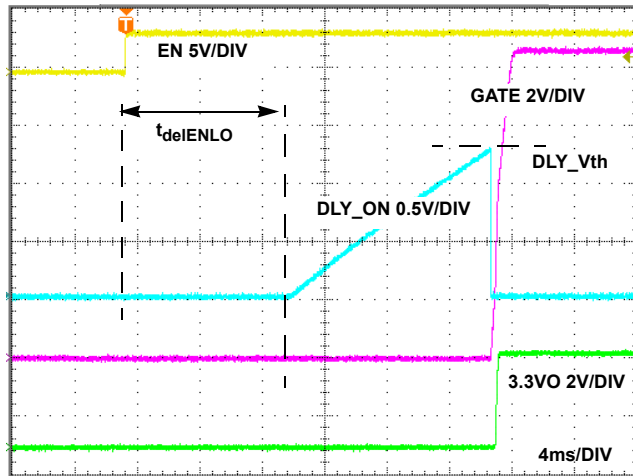 T
EN 5V/DIV
GATE 2V/DIV
tdelENLO
DLY_Vth
DLY_ON 0.5V/DIV
3.3VO 2V/DIV
4ms/DIV